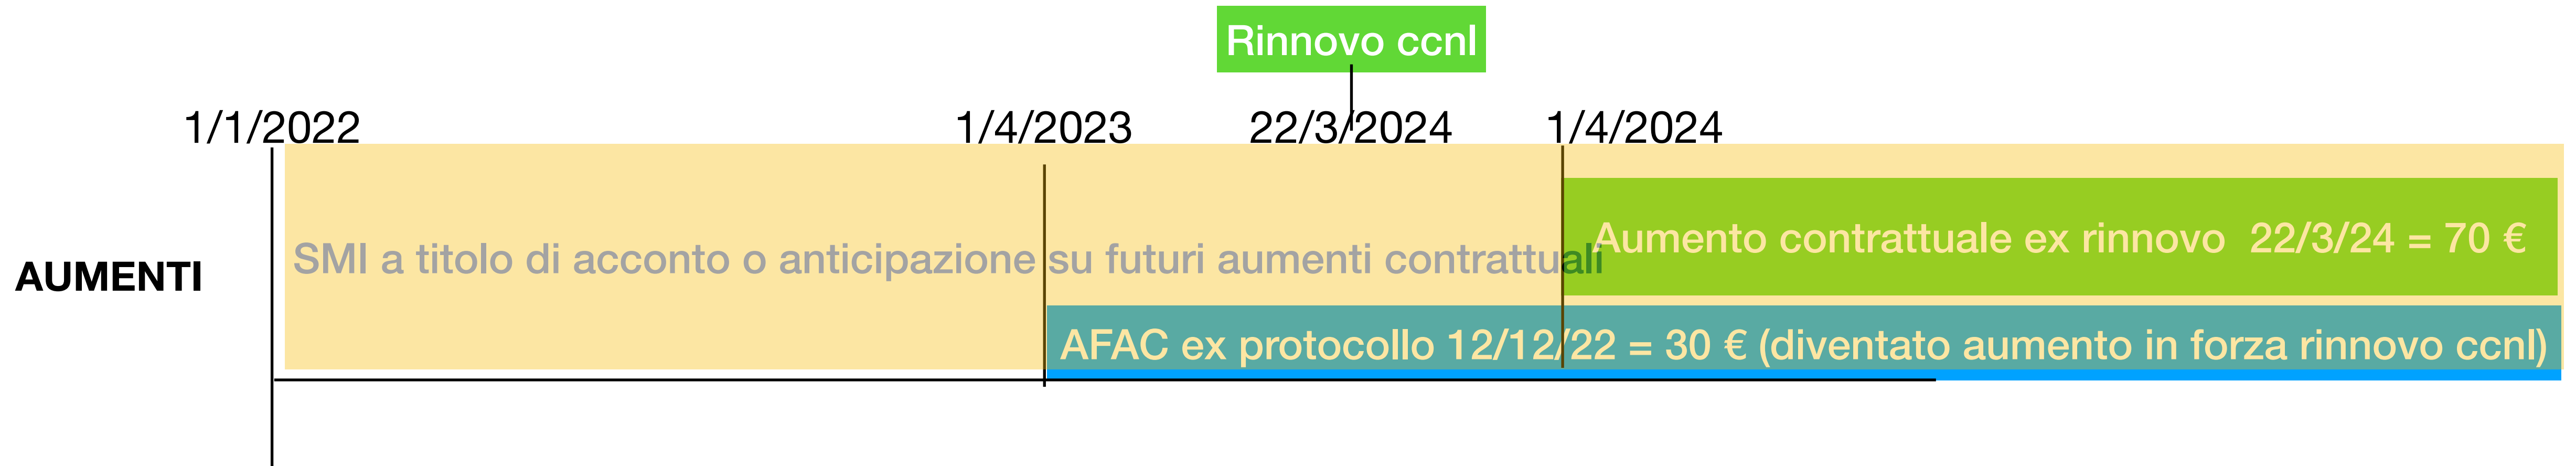 Rinnovo ccnl
1/1/2022
1/4/2023
22/3/2024
1/4/2024
AUMENTI
SMI a titolo di acconto o anticipazione su futuri aumenti contrattuali
Aumento contrattuale ex rinnovo 22/3/24 = 70 €
AFAC ex protocollo 12/12/22 = 30 € (diventato aumento in forza rinnovo ccnl)